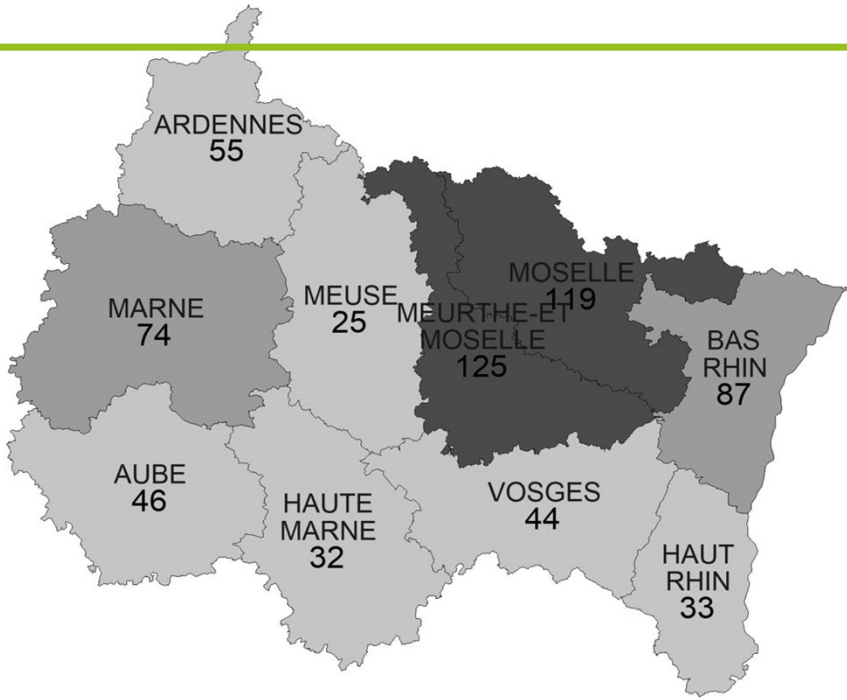 ARDENNES
55
MARNE
74
MEUSE
25
MOSELLE
119
MEURTHE-ET
MOSELLE
125
BAS
RHIN
87
AUBE
46
HAUTE
MARNE
32
VOSGES
44
HAUT
RHIN
33